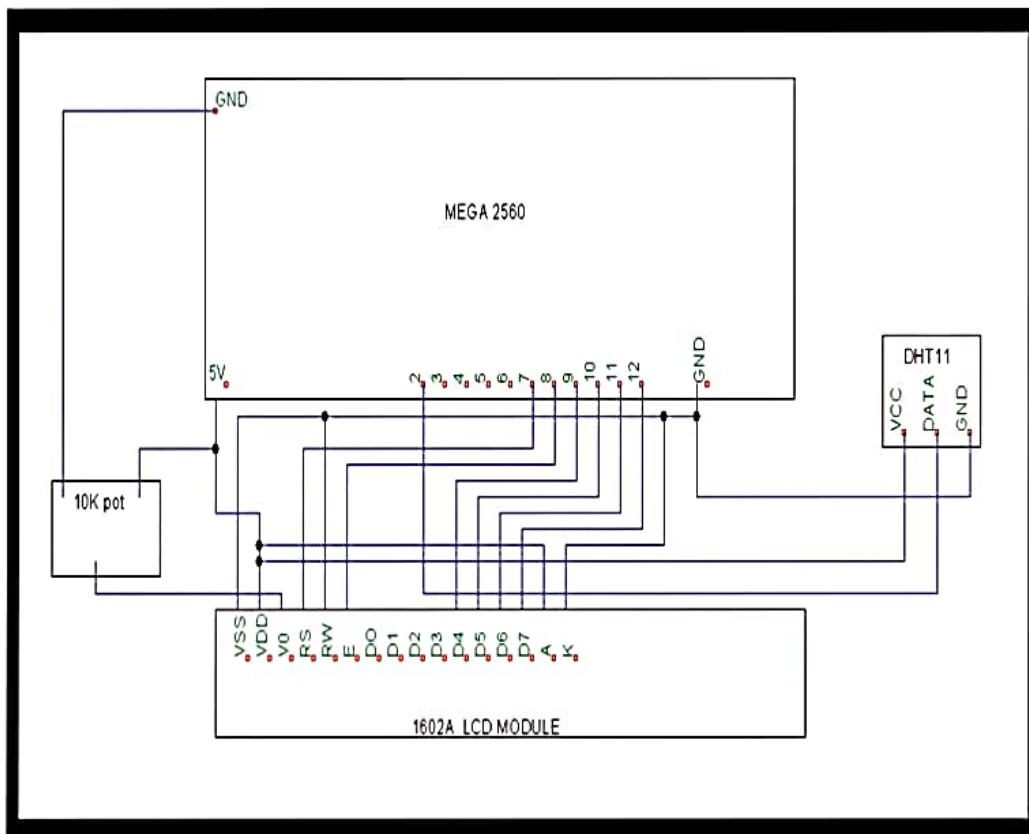 GND
MEGA 2560
5V
2
3
4
5
6
7
8
9
10
11
12
GND
DHT11
VCC
DATA
GND
10K pot
VSS
VDD
V0
RS
RW
E
DO
D1
D2
D3
D4
D5
D6
D7
A
K
1602A LCD MODULE